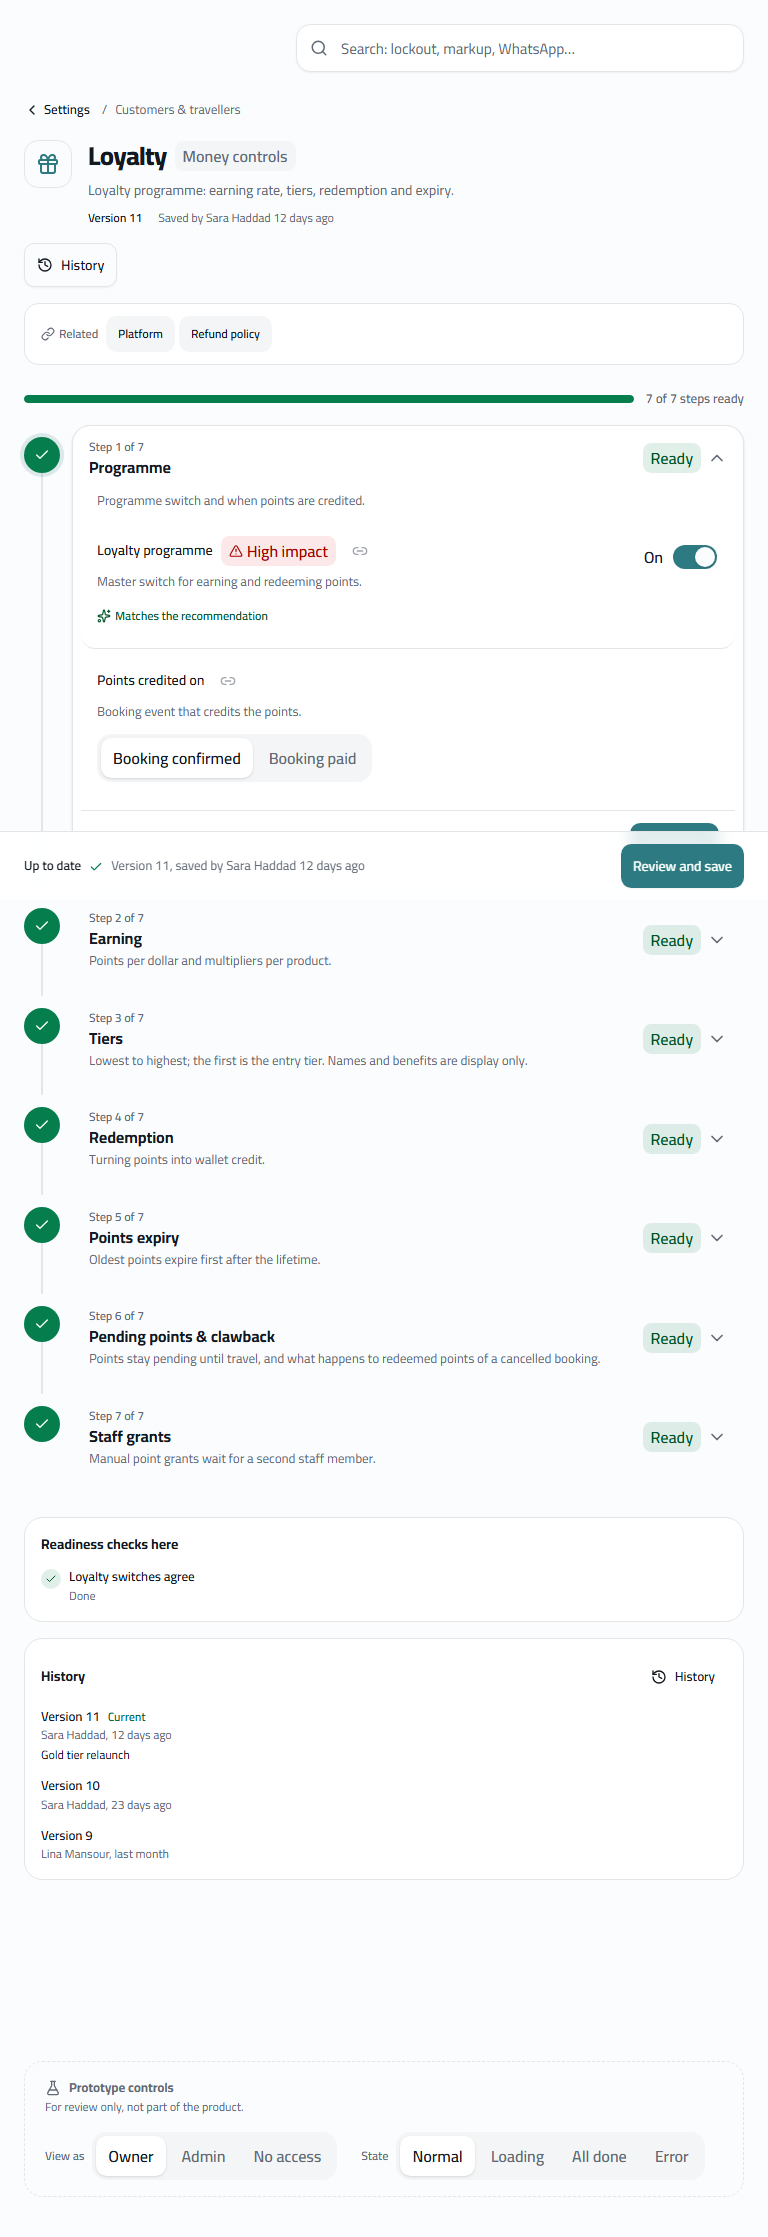 Search: lockout, markup, WhatsApp...
Settings / Customers & travellers
Loyalty Money controls
Loyalty programme: earning rate, tiers, redemption and expiry.
Version 11 Saved by Sara Haddad 12 days ago
History
Related Platform Refund policy
7 of 7 steps ready
Step 1 of 7
Programme
Ready
Programme switch and when points are credited.
Loyalty programme High impact
On
Master switch for earning and redeeming points.
Matches the recommendation
Points credited on
Booking event that credits the points.
Booking confirmed Booking paid
Up to date Version 11, saved by Sara Haddad 12 days ago Review and save
Step 2 of 7
Earning
Ready
Points per dollar and multipliers per product.
Step 3 of 7
Tiers
Ready
Lowest to highest; the first is the entry tier. Names and benefits are display only.
Step 4 of 7
Redemption
Ready
Turning points into wallet credit.
Step 5 of 7
Points expiry
Ready
Oldest points expire first after the lifetime.
Step 6 of 7
Pending points & clawback
Ready
Points stay pending until travel, and what happens to redeemed points of a cancelled booking.
Step 7 of 7
Staff grants
Ready
Manual point grants wait for a second staff member.
Readiness checks here
Loyalty switches agree
Done
History History
Version 11 Current
Sara Haddad, 12 days ago
Gold tier relaunch
Version 10
Sara Haddad, 23 days ago
Version 9
Lina Mansour, last month
Prototype controls
For review only, not part of the product.
View as Owner Admin No access State Normal Loading All done Error